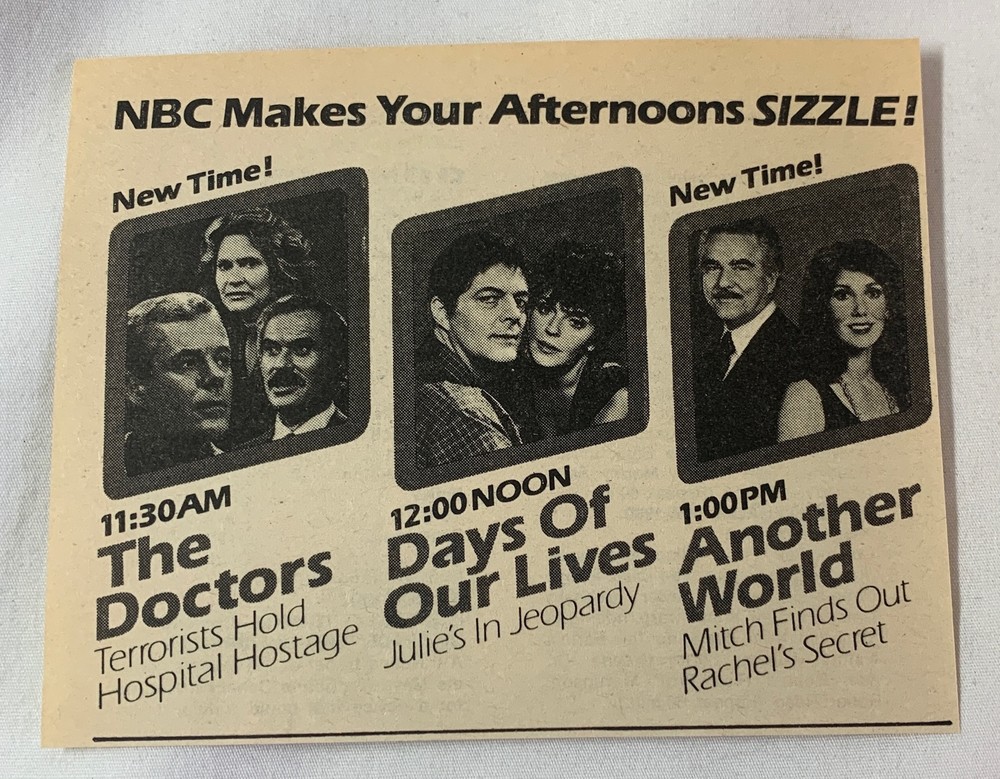 NBC Makes Your Afternoons SIZZLE!
New Time!
11:30AM
The
Doctors
Terrorists Hold
Hospital Hostage
12:00 NOON
Days Of
Our Lives
Julie's In Jeopardy
New Time!
1:00PM
Another
World
Mitch Finds Out
Rachel's Secret